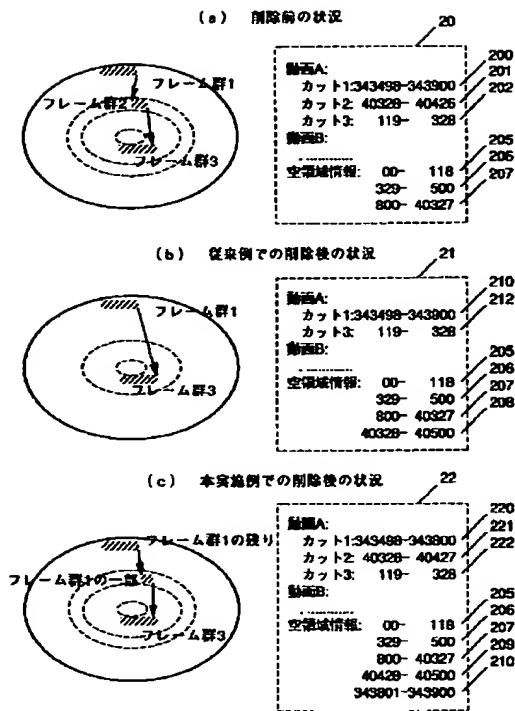 (a) 削除前の状況
20
フレーム群1
フレーム群2
フレーム群3
動画A:
カット1:343498-343900
カット2: 40328- 40426
カット3: 119- 328
動画B:
空領域情報: 00- 118
329- 500
800- 40327
200
201
202
205
206
207
(b) 従来例での削除後の状況
21
フレーム群1
フレーム群3
動画A:
カット1:343498-343900
カット3: 119- 328
動画B:
空領域情報: 00- 118
329- 500
800- 40327
40328- 40500
210
212
205
206
207
208
(c) 本実施例での削除後の状況
22
フレーム群1の残り
フレーム群1の一部
フレーム群3
動画A:
カット1:343498-343800
カット2: 40328- 40427
カット3: 119- 328
動画B:
空領域情報: 00- 118
329- 500
800- 40327
40428- 40500
343801-343900
220
221
222
205
206
207
209
210